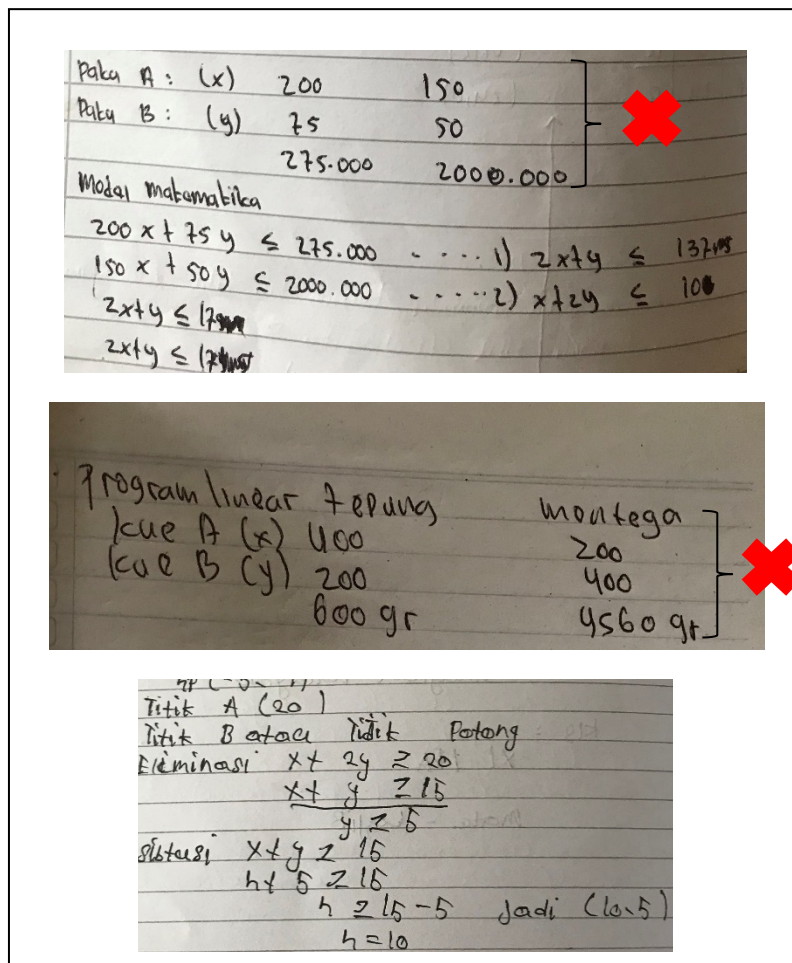 Paku A : (x) 200 150
Paku B : (y) 75 50
275.000 2000.000
Model matematika
200 x + 75 y ≤ 275.000 ..... 1) 2x+y ≤
150 x + 50 y ≤ 2000.000 ..... 2) x+2y ≤
2x+y ≤
2x+y ≤
Program linear tepung montega
kue A (x) 400 200
kue B (y) 200 400
600 gr 4560 gr
Titik A (20)
Titik B atau Titik Potong
Eliminasi x+ 2y ≥ 20
x+ y ≥ 15
y ≥ 5
x+y ≥ 15
h+ 5 ≥ 15
h ≥ 15-5 Jadi (10.5)
h = 10